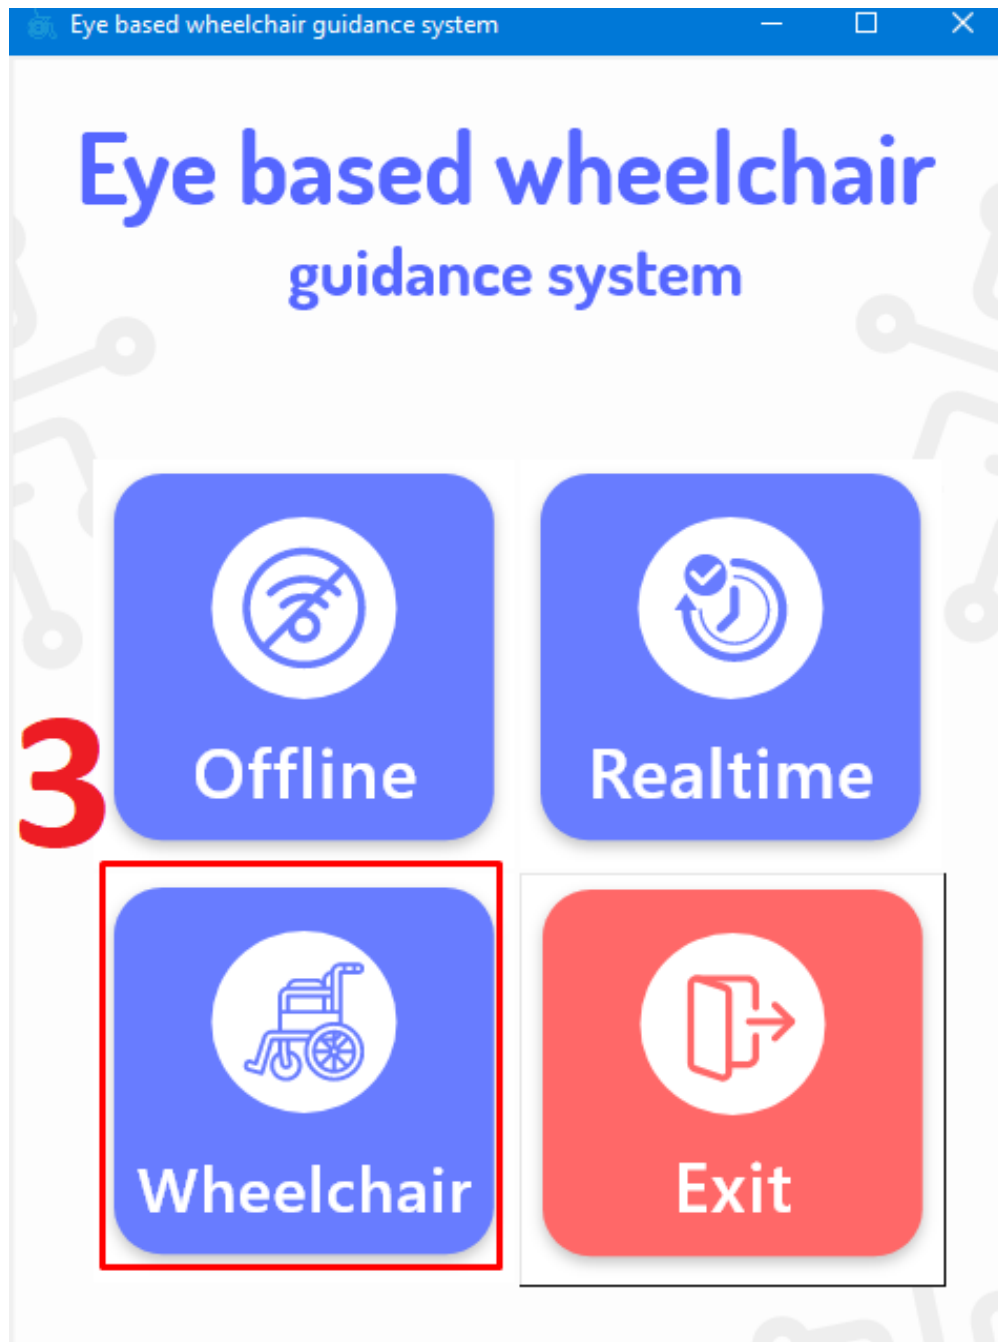 Eye based wheelchair guidance system
Eye based wheelchair
guidance system
Offline
Realtime
3
Wheelchair
Exit